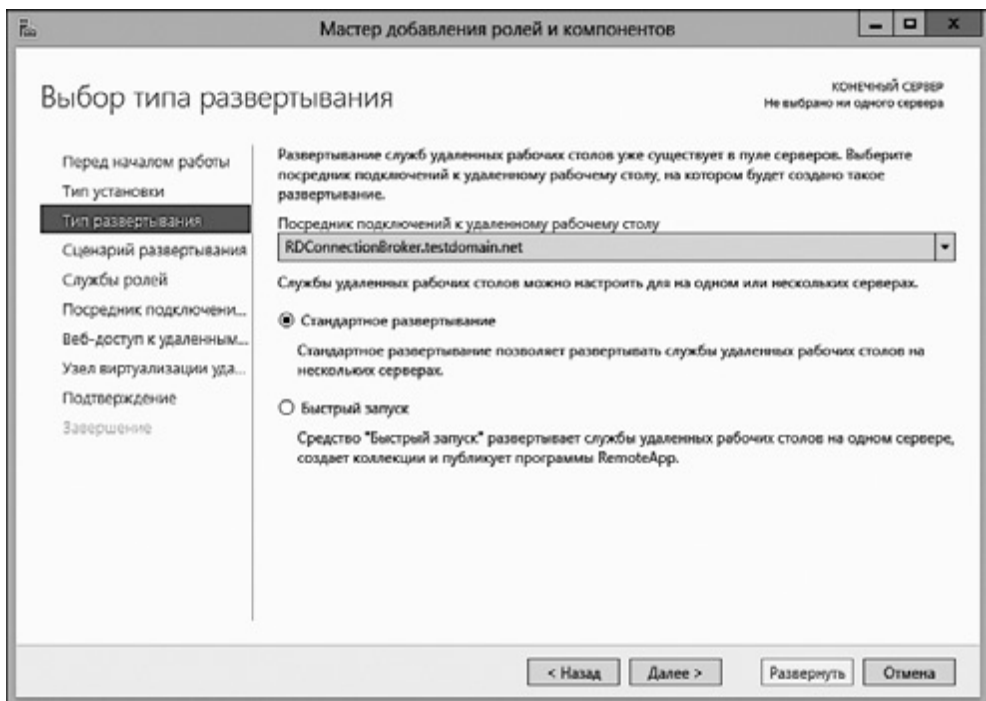 Мастер добавления ролей и компонентов
Выбор типа развертывания
КОНЕЧНЫЙ СЕРВЕР
Не выбрано ни одного сервера
Перед началом работы
Тип установки
Тип развертывания
Сценарий развертывания
Службы ролей
Посредник подключени...
Веб-доступ к удаленным...
Узел виртуализации уда...
Подтверждение
Завершение
Развертывание служб удаленных рабочих столов уже существует в пуле серверов. Выберите
посредник подключений к удаленному рабочему столу, на котором будет создано такое
развертывание.
Посредник подключений к удаленному рабочему столу
RDConnectionBroker.testdomain.net
Службы удаленных рабочих столов можно настроить для на одном или нескольких серверах.
Стандартное развертывание
Стандартное развертывание позволяет развертывать службы удаленных рабочих столов на
нескольких серверах.
Быстрый запуск
Средство "Быстрый запуск" развертывает службы удаленных рабочих столов на одном сервере,
создает коллекции и публикует программы RemoteApp.
< Назад
Далее >
Развернуть
Отмена